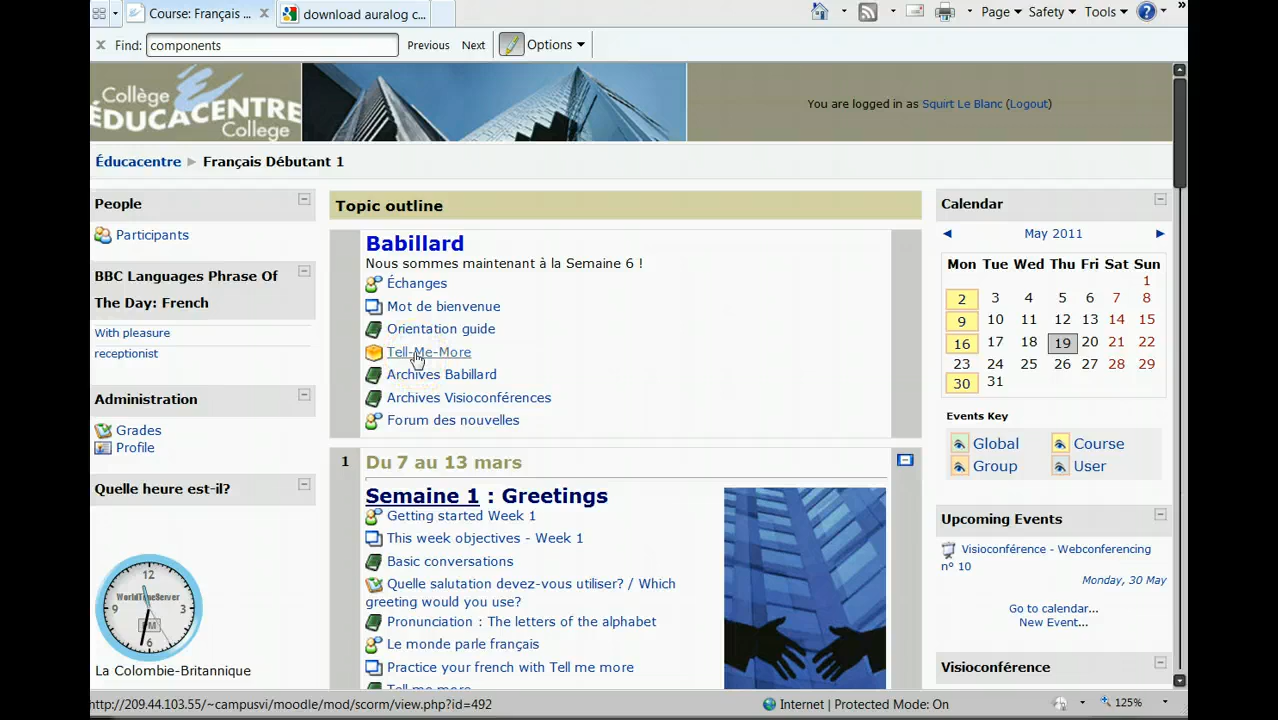 Course: Français ...
download auralog c...
Page
Safety
Tools
Find:
components
Previous
Next
Options
Collège
ÉDUCACENTRE
College
You are logged in as Squirt Le Blanc (Logout)
Éducacentre ► Français Débutant 1
People
Participants
BBC Languages Phrase Of
The Day: French
With pleasure
receptionist
Administration
Grades
Profile
Quelle heure est-il?
12
WorldTimeServer
9
3
PM
6
La Colombie-Britannique
Topic outline
Babillard
Nous sommes maintenant à la Semaine 6 !
Échanges
Mot de bienvenue
Orientation guide
Tell-Me-More
Archives Babillard
Archives Visioconférences
Forum des nouvelles
1
Du 7 au 13 mars
Semaine 1 : Greetings
Getting started Week 1
This week objectives - Week 1
Basic conversations
Quelle salutation devez-vous utiliser? / Which
greeting would you use?
Pronunciation : The letters of the alphabet
Le monde parle français
Practice your french with Tell me more
Tell me more
Calendar
◄ May 2011 ►
Mon Tue Wed Thu Fri Sat Sun
1
2 3 4 5 6 7 8
9 10 11 12 13 14 15
16 17 18 19 20 21 22
23 24 25 26 27 28 29
30 31
Events Key
Global
Course
Group
User
Upcoming Events
Visioconférence - Webconferencing
n° 10
Monday, 30 May
Go to calendar...
New Event...
Visioconférence
http://209.44.103.55/~campusvi/moodle/mod/scorm/view.php?id=492
Internet | Protected Mode: On
125%